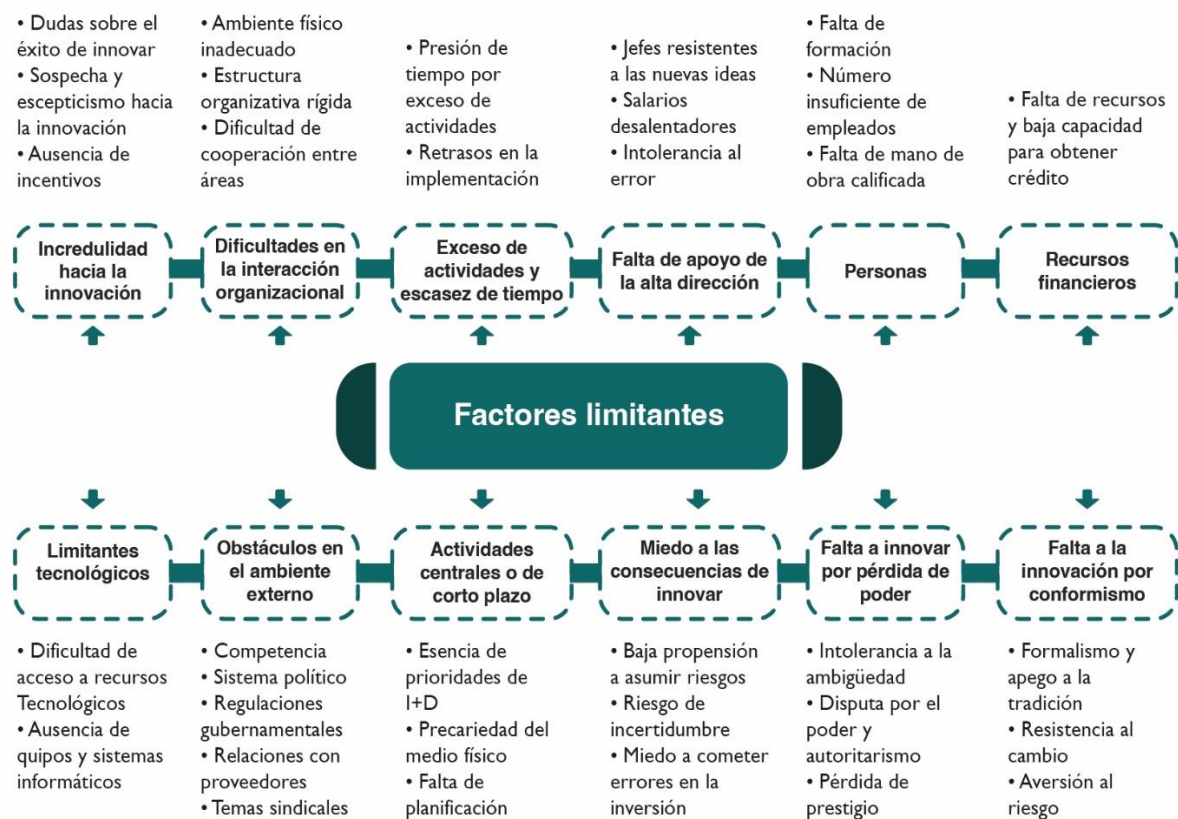 • Dudas sobre el
éxito de innovar
• Sospecha y
escepticismo hacia
la innovación
• Ausencia de
incentivos
• Ambiente físico
inadecuado
• Estructura
organizativa rígida
• Dificultad de
cooperación entre
áreas
• Presión de
tiempo por
exceso de
actividades
• Retrasos en la
implementación
• Jefes resistentes
a las nuevas ideas
• Salarios
desalentadores
• Intolerancia al
error
• Falta de
formación
• Número
insuficiente de
empleados
• Falta de mano de
obra calificada
• Falta de recursos
y baja capacidad
para obtener
crédito
Incredulidad
hacia la
innovación
Dificultades en
la interacción
organizacional
Exceso de
actividades y
escasez de tiempo
Falta de apoyo de
la alta dirección
Personas
Recursos
financieros
Factores limitantes
Limitantes
tecnológicos
Obstáculos en
el ambiente
externo
Actividades
centrales o de
corto plazo
Miedo a las
consecuencias de
innovar
Falta a innovar
por pérdida de
poder
Falta a la
innovación por
conformismo
• Dificultad de
acceso a recursos
Tecnológicos
• Ausencia de
quipos y sistemas
informáticos
• Competencia
• Sistema político
• Regulaciones
gubernamentales
• Relaciones con
proveedores
• Temas sindicales
• Esencia de
prioridades de
I+D
• Precariedad del
medio físico
• Falta de
planificación
• Baja propensión
a asumir riesgos
• Riesgo de
incertidumbre
• Miedo a cometer
errores en la
inversión
• Intolerancia a la
ambigüedad
• Disputa por el
poder y
autoritarismo
• Pérdida de
prestigio
• Formalismo y
apego a la
tradición
• Resistencia al
cambio
• Aversión al
riesgo